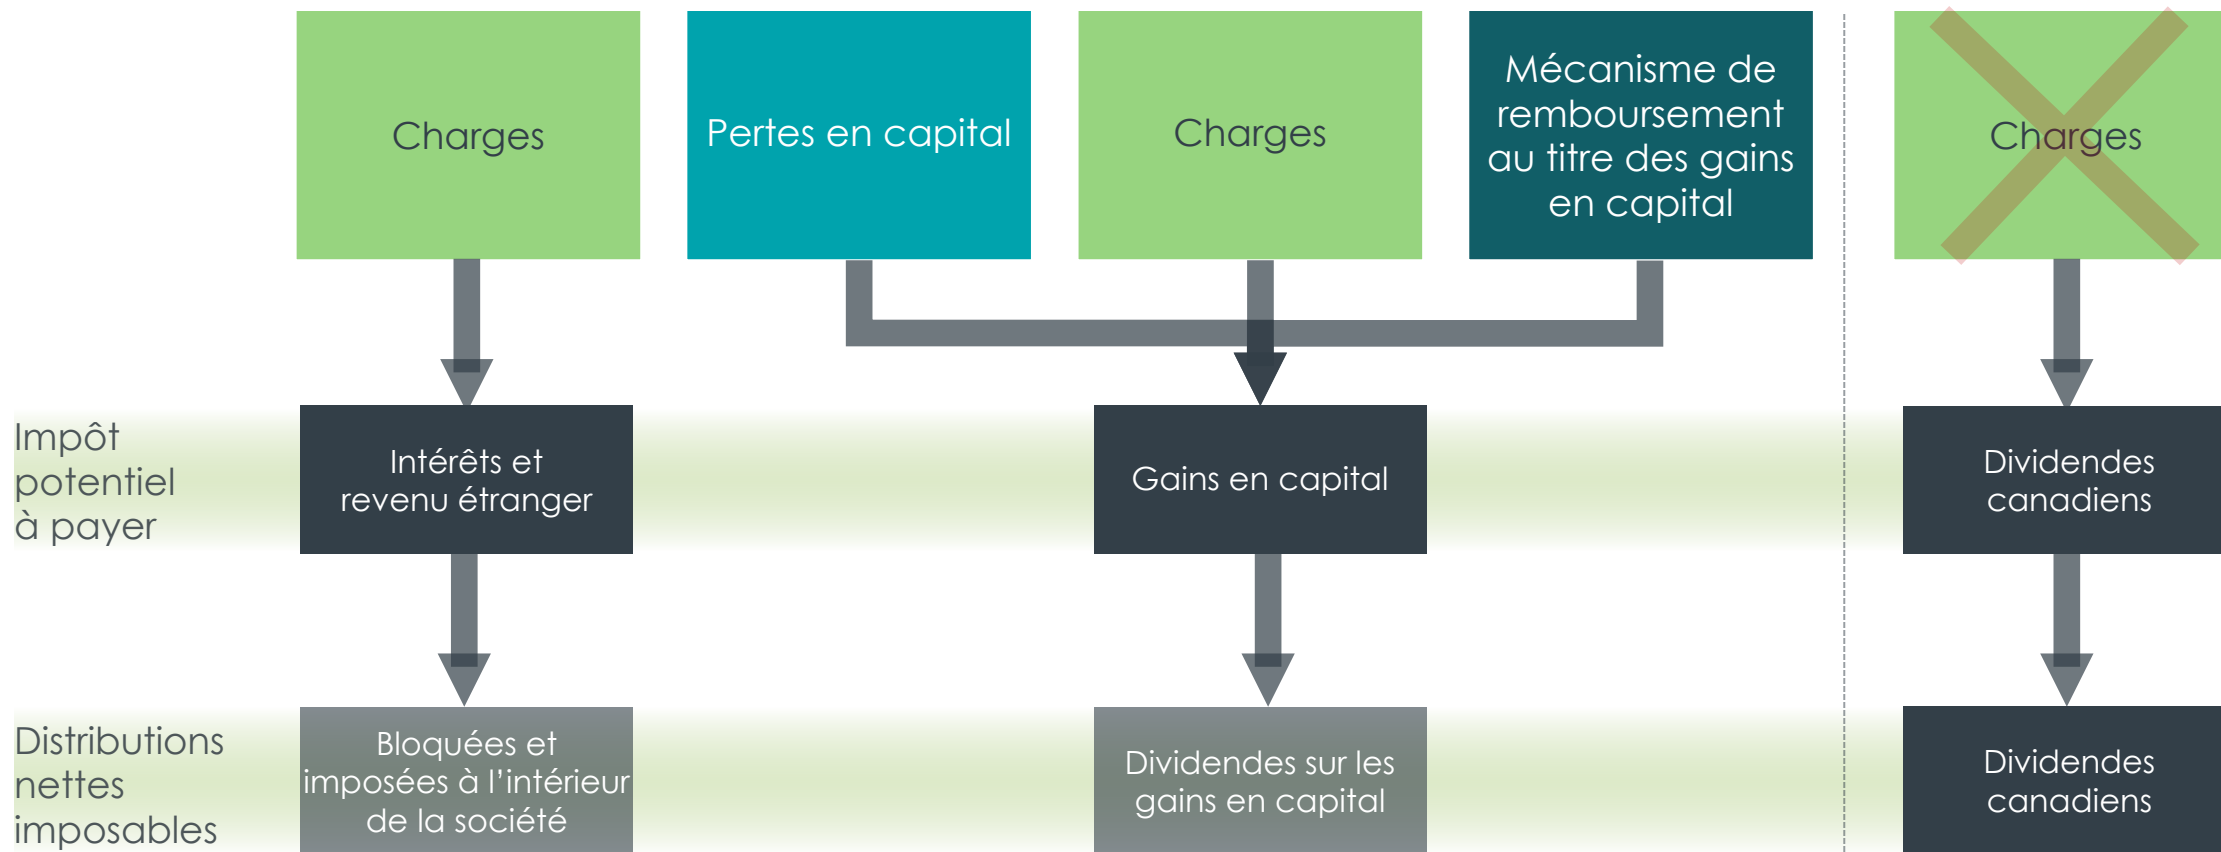 Charges
Pertes en capital
Charges
Mécanisme de
remboursement
au titre des gains
en capital
Charges
Impôt
potentiel
à payer
Intérêts et
revenu étranger
Gains en capital
Dividendes
canadiens
Distributions
nettes
imposables
Bloquées et
imposées à l'intérieur
de la société
Dividendes sur les
gains en capital
Dividendes
canadiens